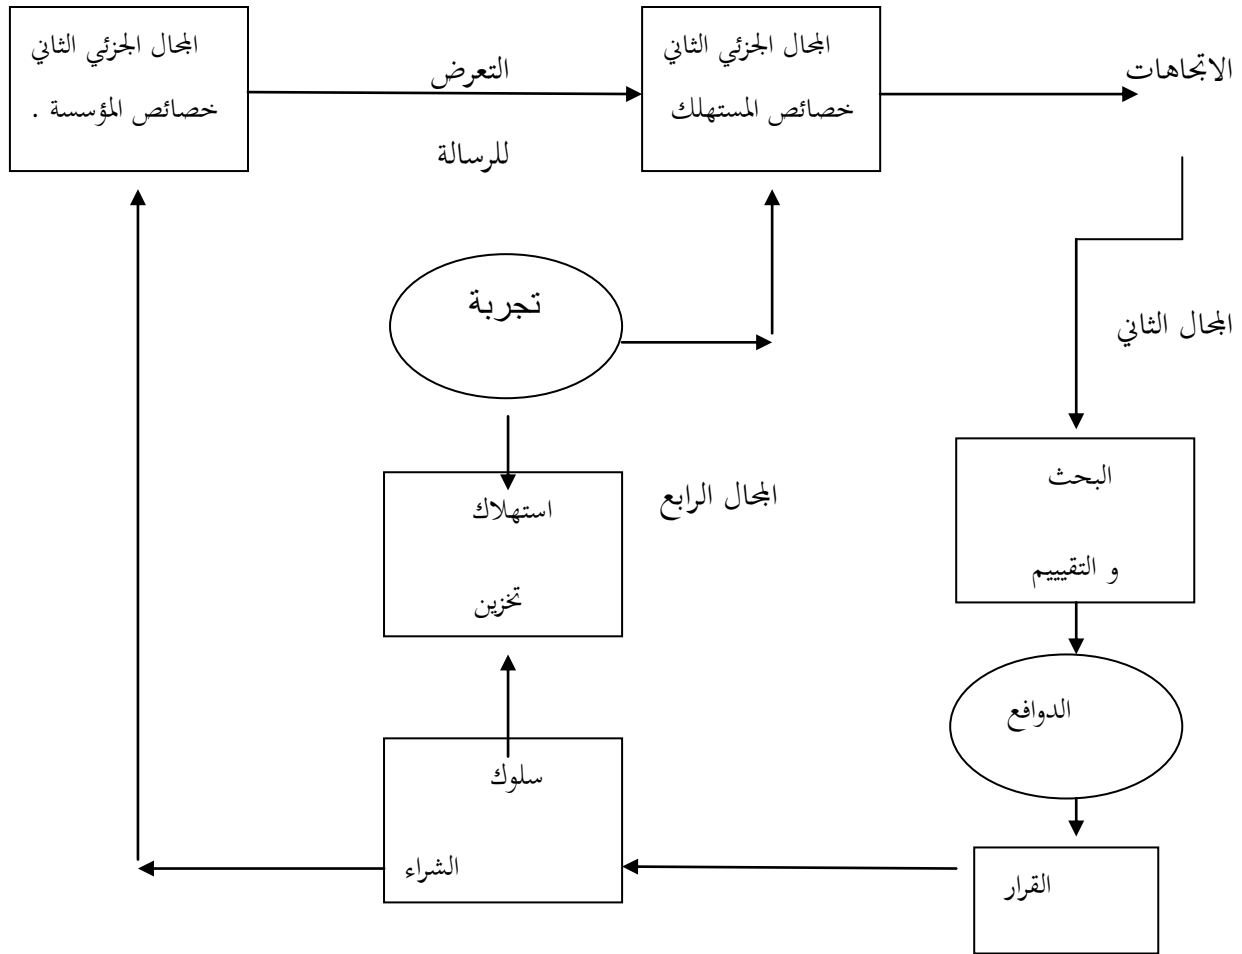 المجال الجزئي الثاني
خصائص المؤسسة .
التعرض
للرسالة
المجال الجزئي الثاني
خصائص المستهلك
الاتجاهات
تجربة
المجال الثاني
البحث
و التقيييم
استهلاك
تخزين
المجال الرابع
الدوافع
سلوك
الشراء
القرار